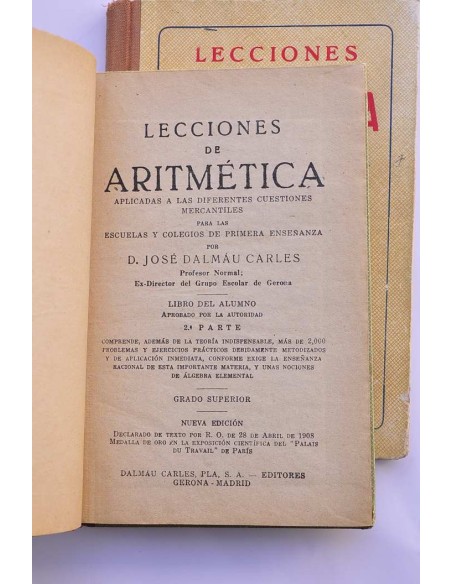 LECCIONES
A
LECCIONES
DE
ARITMÉTICA
APLICADAS A LAS DIFERENTES CUESTIONES
MERCANTILES
PARA LAS
ESCUELAS Y COLEGIOS DE PRIMERA ENSEÑANZA
POR
D. JOSÉ DALMÁU CARLES
Profesor Normal;
Ex-Director del Grupo Escolar de Gerona
LIBRO DEL ALUMNO
APROBADO POR LA AUTORIDAD
2.ª PARTE
COMPRENDE, ADEMÁS DE LA TEORÍA INDISPENSABLE, MÁS DE 2,000
PROBLEMAS Y EJERCICIOS PRÁCTICOS DEBIDAMENTE METODIZADOS
Y DE APLICACIÓN INMEDIATA, CONFORME EXIGE LA ENSEÑANZA
RACIONAL DE ESTA IMPORTANTE MATERIA, Y UNAS NOCIONES
DE ÁLGEBRA ELEMENTAL
GRADO SUPERIOR
NUEVA EDICIÓN
DECLARADO DE TEXTO POR R. O. DE 28 DE ABRIL DE 1908
MEDALLA DE ORO EN LA EXPOSICIÓN CIENTÍFICA DEL "PALAIS
DU TRAVAIL" DE PARÍS
DALMÁU CARLES, PLA, S. A. — EDITORES
GERONA-MADRID